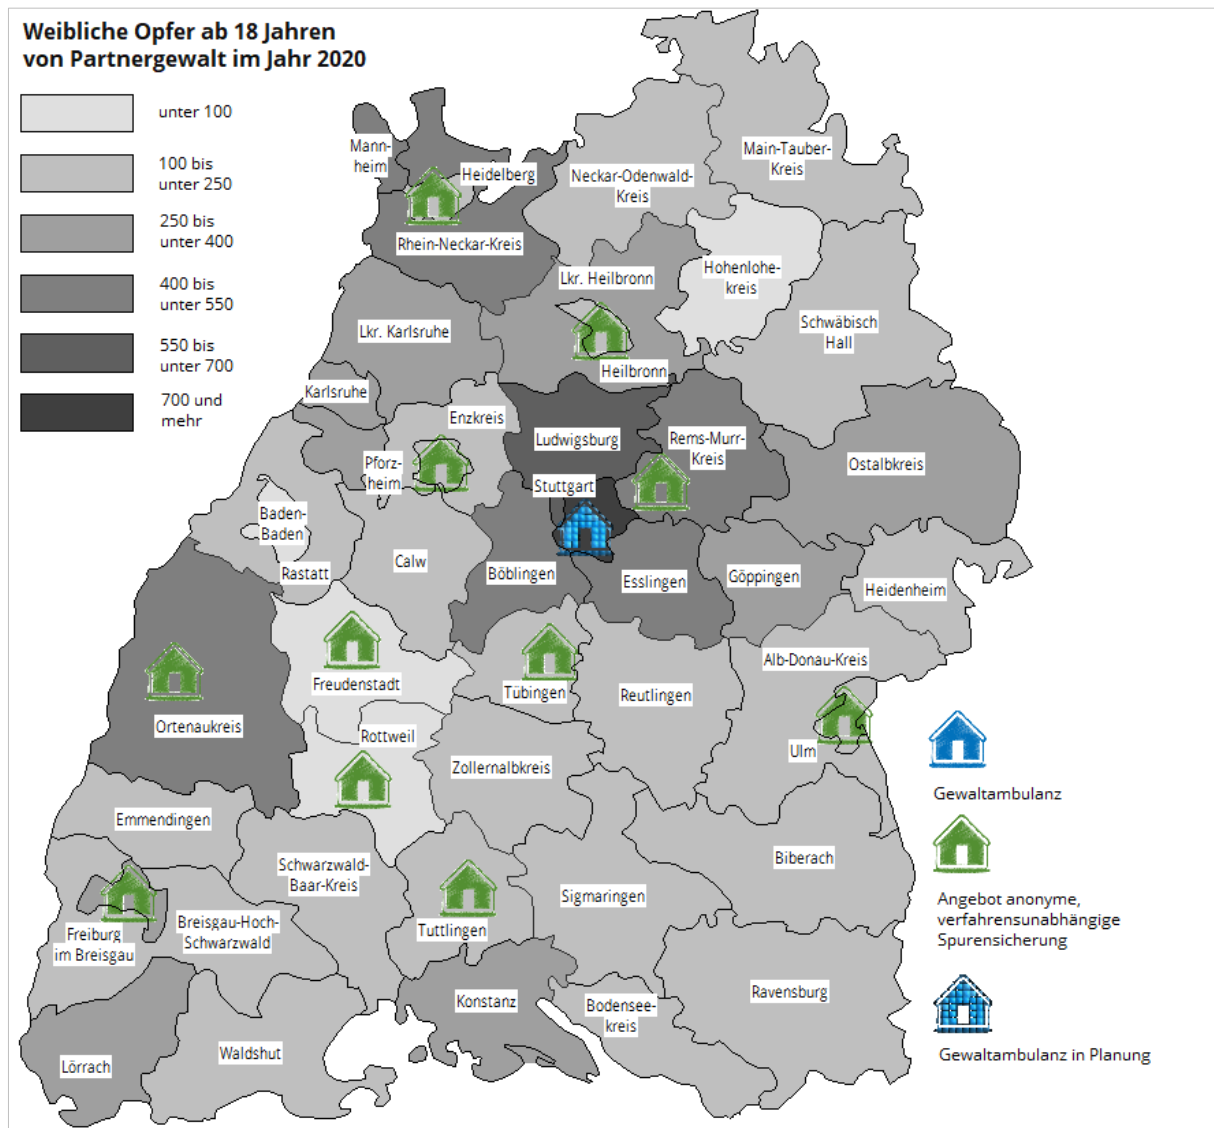 Weibliche Opfer ab 18 Jahren
von Partnergewalt im Jahr 2020
unter 100
100 bis
unter 250
250 bis
unter 400
400 bis
unter 550
550 bis
unter 700
700 und
mehr
Mann-
heim
Heidelberg
Rhein-Neckar-Kreis
Neckar-Odenwald-
Kreis
Main-Tauber-
Kreis
Lkr. Heilbronn
Hohenlohe-
kreis
Schwäbisch
Hall
Lkr. Karlsruhe
Heilbronn
Karlsruhe
Enzkreis
Pforz-
heim
Ludwigsburg
Rems-Murr-
Kreis
Ostalbkreis
Stuttgart
Baden-
Baden
Rastatt
Calw
Böblingen
Esslingen
Göppingen
Heidenheim
Freudenstadt
Tübingen
Reutlingen
Alb-Donau-Kreis
Ortenaukreis
Rottweil
Zollernalbkreis
Ulm
Emmendingen
Schwarzwald-
Baar-Kreis
Tuttlingen
Sigmaringen
Biberach
Freiburg
im Breisgau
Breisgau-Hoch-
Schwarzwald
Konstanz
Bodensee-
kreis
Ravensburg
Lörrach
Waldshut
Gewaltambulanz
Angebot anonyme,
verfahrensunabhängige
Spurensicherung
Gewaltambulanz in Planung